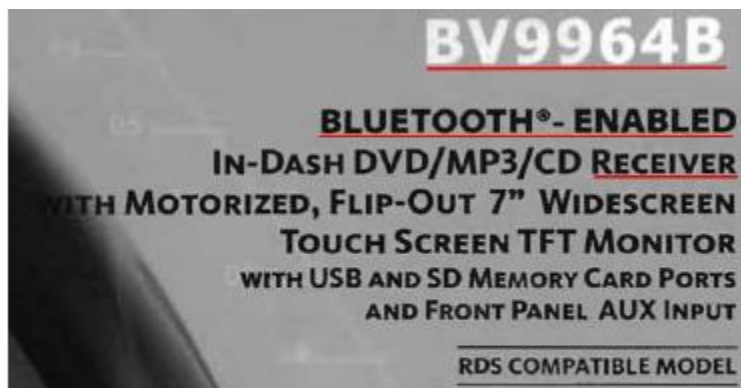 BV9964B
BLUETOOTH®- ENABLED
IN-DASH DVD/MP3/CD RECEIVER
WITH MOTORIZED, FLIP-OUT 7” WIDESCREEN
TOUCH SCREEN TFT MONITOR
WITH USB AND SD MEMORY CARD PORTS
AND FRONT PANEL AUX INPUT
RDS COMPATIBLE MODEL